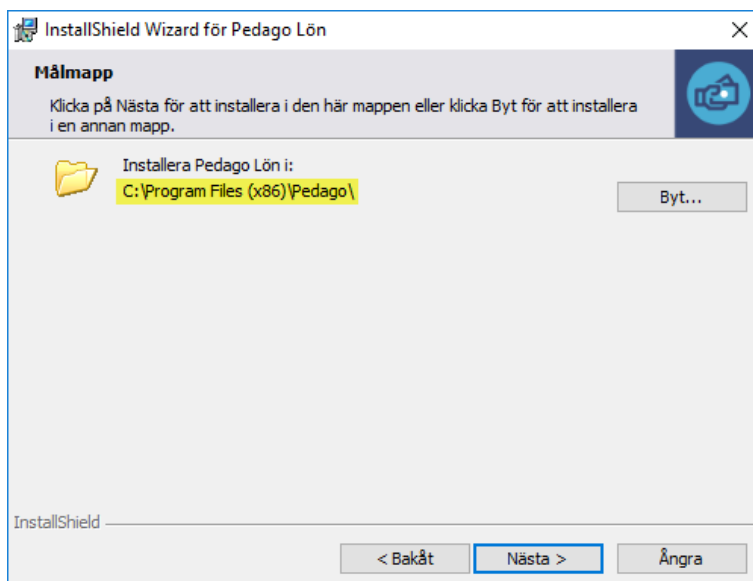 InstallShield Wizard för Pedago Lön
Målmapp
Klicka på Nästa för att installera i den här mappen eller klicka Byt för att installera
i en annan mapp.
Installera Pedago Lön i:
C:\Program Files (x86)\Pedago\
Byt...
InstallShield
< Bakåt
Nästa >
Ångra